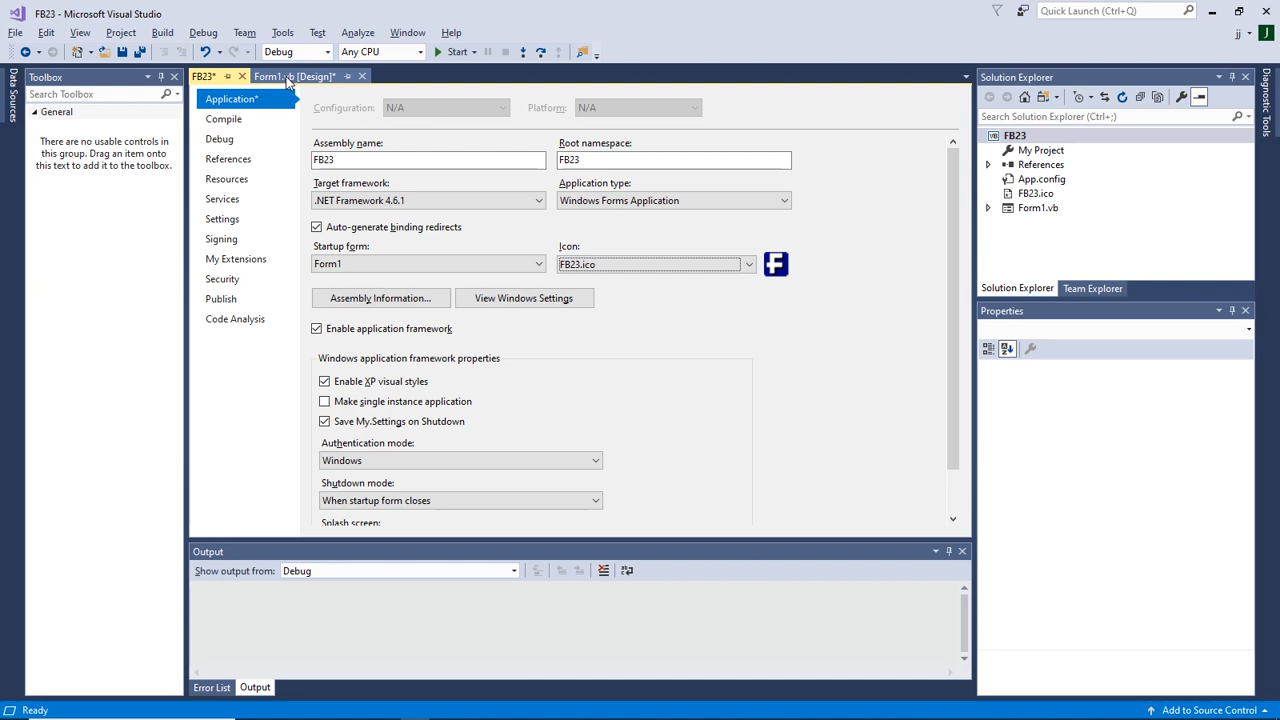 FB23 - Microsoft Visual Studio
Quick Launch (Ctrl+Q)
File Edit View Project Build Debug Team Tools Test Analyze Window Help
jj J
Debug Any CPU Start
Data Sources
Toolbox
Search Toolbox
General
There are no usable controls in
this group. Drag an item onto
this text to add it to the toolbox.
FB23* Form1.vb [Design]*
Application*
Compile
Debug
References
Resources
Services
Settings
Signing
My Extensions
Security
Publish
Code Analysis
Configuration: N/A Platform: N/A
Assembly name: Root namespace:
FB23 FB23
Target framework: Application type:
.NET Framework 4.6.1 Windows Forms Application
Auto-generate binding redirects
Startup form: Icon:
Form1 FB23.ico F
Assembly Information... View Windows Settings
Enable application framework
Windows application framework properties
Enable XP visual styles
Make single instance application
Save My.Settings on Shutdown
Authentication mode:
Windows
Shutdown mode:
When startup form closes
Splash screen:
Output
Show output from: Debug
Error List Output
Solution Explorer
Search Solution Explorer (Ctrl+;)
VB FB23
My Project
References
App.config
FB23.ico
Form1.vb
Solution Explorer Team Explorer
Properties
Diagnostic Tools
Ready
Add to Source Control